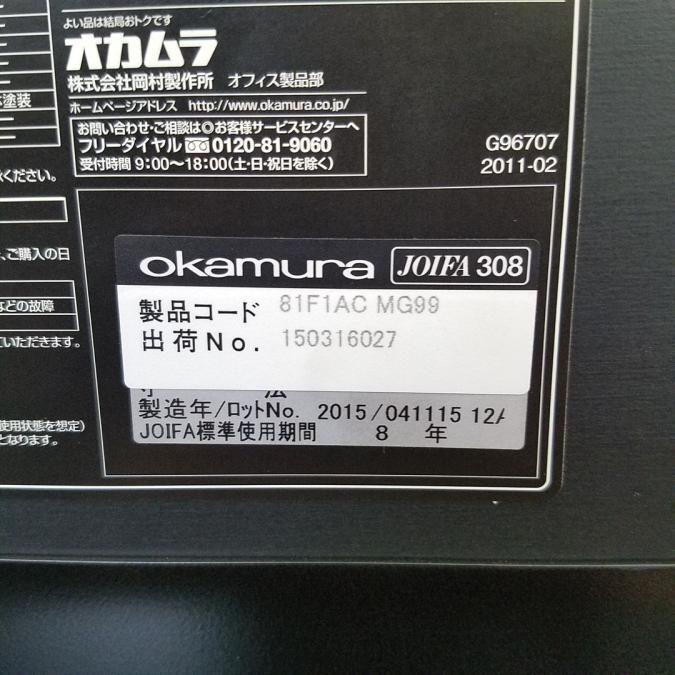 よい品は結局おトクです
オカムラ
株式会社岡村製作所 オフィス製品部
ホームページアドレス http://www.okamura.co.jp/
お問い合わせ・ご相談は◎お客様サービスセンターへ
フリーダイヤル 0120-81-9060
受付時間 9:00〜18:00(土・日・祝日を除く)
G96707
2011-02
塗装
ください。
、ご購入の日
などの故障
いただきます。
使用状態を想定)
となります。
okamura JOIFA 308
製品コード 81F1AC MG99
出荷No. 150316027
寸 法
製造年/ロットNo. 2015/041115 12A
JOIFA標準使用期間 8 年